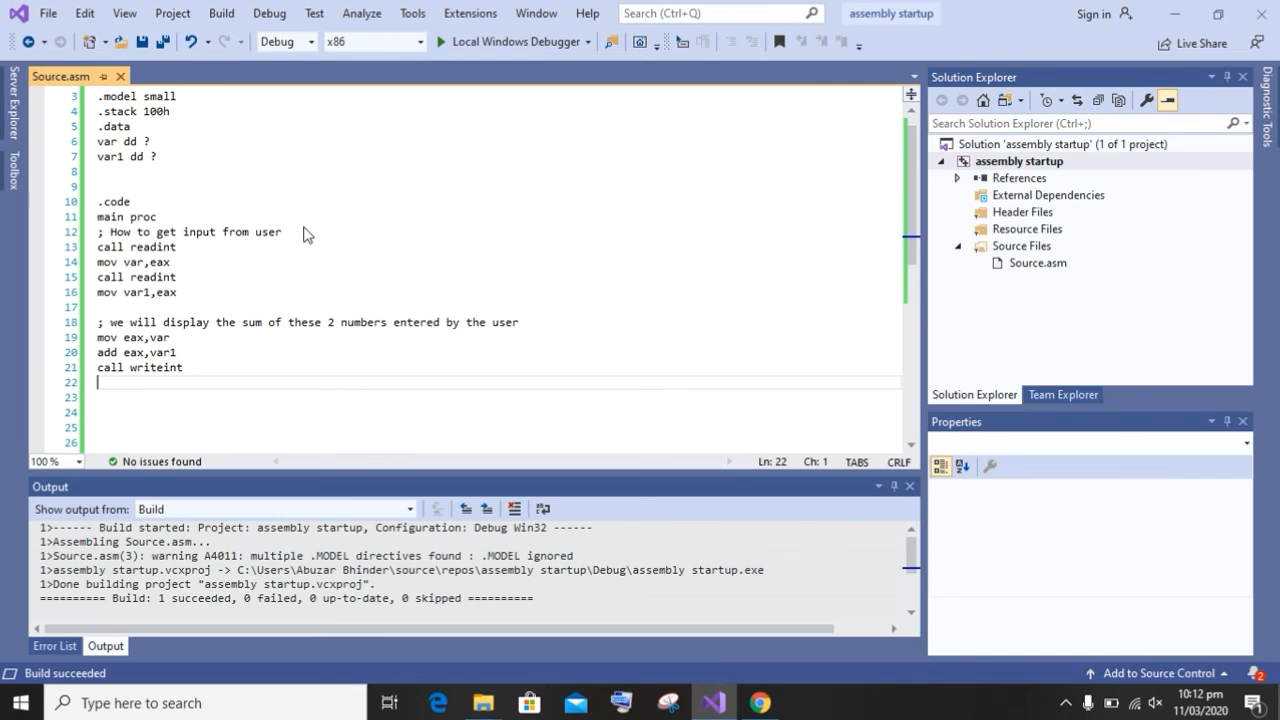 File Edit View Project Build Debug Test Analyze Tools Extensions Window Help Search (Ctrl+Q) assembly startup Sign in
Debug x86 Local Windows Debugger Live Share
Server Explorer
Toolbox
Source.asm
3 .model small
4 .stack 100h
5 .data
6 var dd ?
7 var1 dd ?
8
9
10 .code
11 main proc
12 ; How to get input from user
13 call readint
14 mov var,eax
15 call readint
16 mov var1,eax
17
18 ; we will display the sum of these 2 numbers entered by the user
19 mov eax,var
20 add eax,var1
21 call writeint
22
23
24
25
26
100 % No issues found Ln: 22 Ch: 1 TABS CRLF
Output
Show output from: Build
1>------ Build started: Project: assembly startup, Configuration: Debug Win32 ------
1>Assembling Source.asm...
1>Source.asm(3): warning A4011: multiple .MODEL directives found : .MODEL ignored
1>assembly startup.vcxproj -> C:\Users\Abuzar Bhinder\source\repos\assembly startup\Debug\assembly startup.exe
1>Done building project "assembly startup.vcxproj".
========== Build: 1 succeeded, 0 failed, 0 up-to-date, 0 skipped ==========
Error List Output
Solution Explorer
Search Solution Explorer (Ctrl+;)
Solution 'assembly startup' (1 of 1 project)
assembly startup
References
External Dependencies
Header Files
Resource Files
Source Files
Source.asm
Solution Explorer Team Explorer
Properties
Diagnostic Tools
Build succeeded Add to Source Control 2
Type here to search
10:12 pm
11/03/2020
1